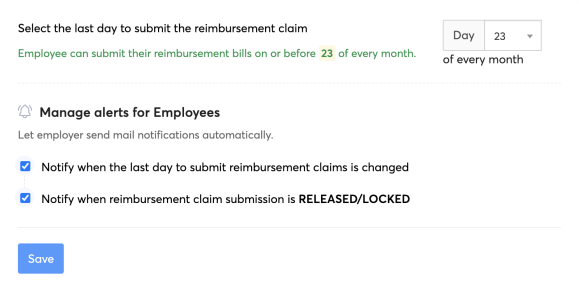 Select the last day to submit the reimbursement claim
Day 23
Employee can submit their reimbursement bills on or before 23 of every month.
of every month
Manage alerts for Employees
Let employer send mail notifications automatically.
Notify when the last day to submit reimbursement claims is changed
Notify when reimbursement claim submission is RELEASED/LOCKED
Save